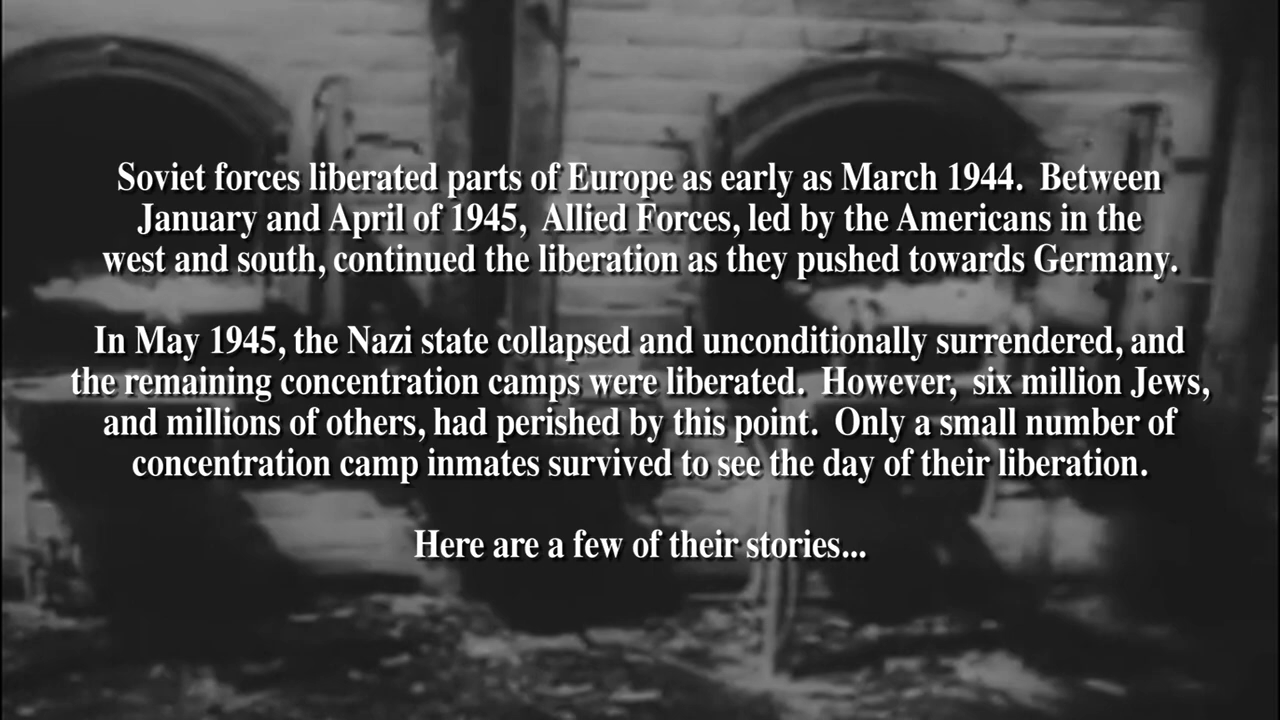 Soviet forces liberated parts of Europe as early as March 1944. Between
January and April of 1945, Allied Forces, led by the Americans in the
west and south, continued the liberation as they pushed towards Germany.
In May 1945, the Nazi state collapsed and unconditionally surrendered, and
the remaining concentration camps were liberated. However, six million Jews,
and millions of others, had perished by this point. Only a small number of
concentration camp inmates survived to see the day of their liberation.
Here are a few of their stories...